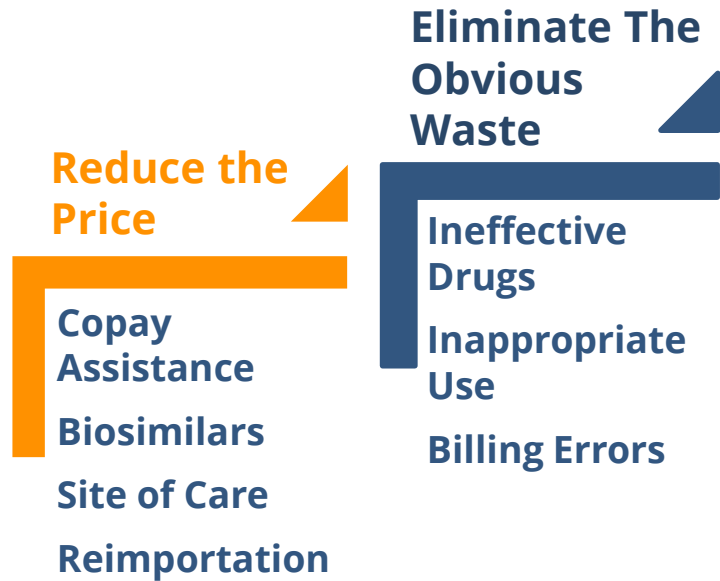 Reduce the
Price
Copay
Assistance
Biosimilars
Site of Care
Reimportation
Eliminate The
Obvious
Waste
Ineffective
Drugs
Inappropriate
Use
Billing Errors